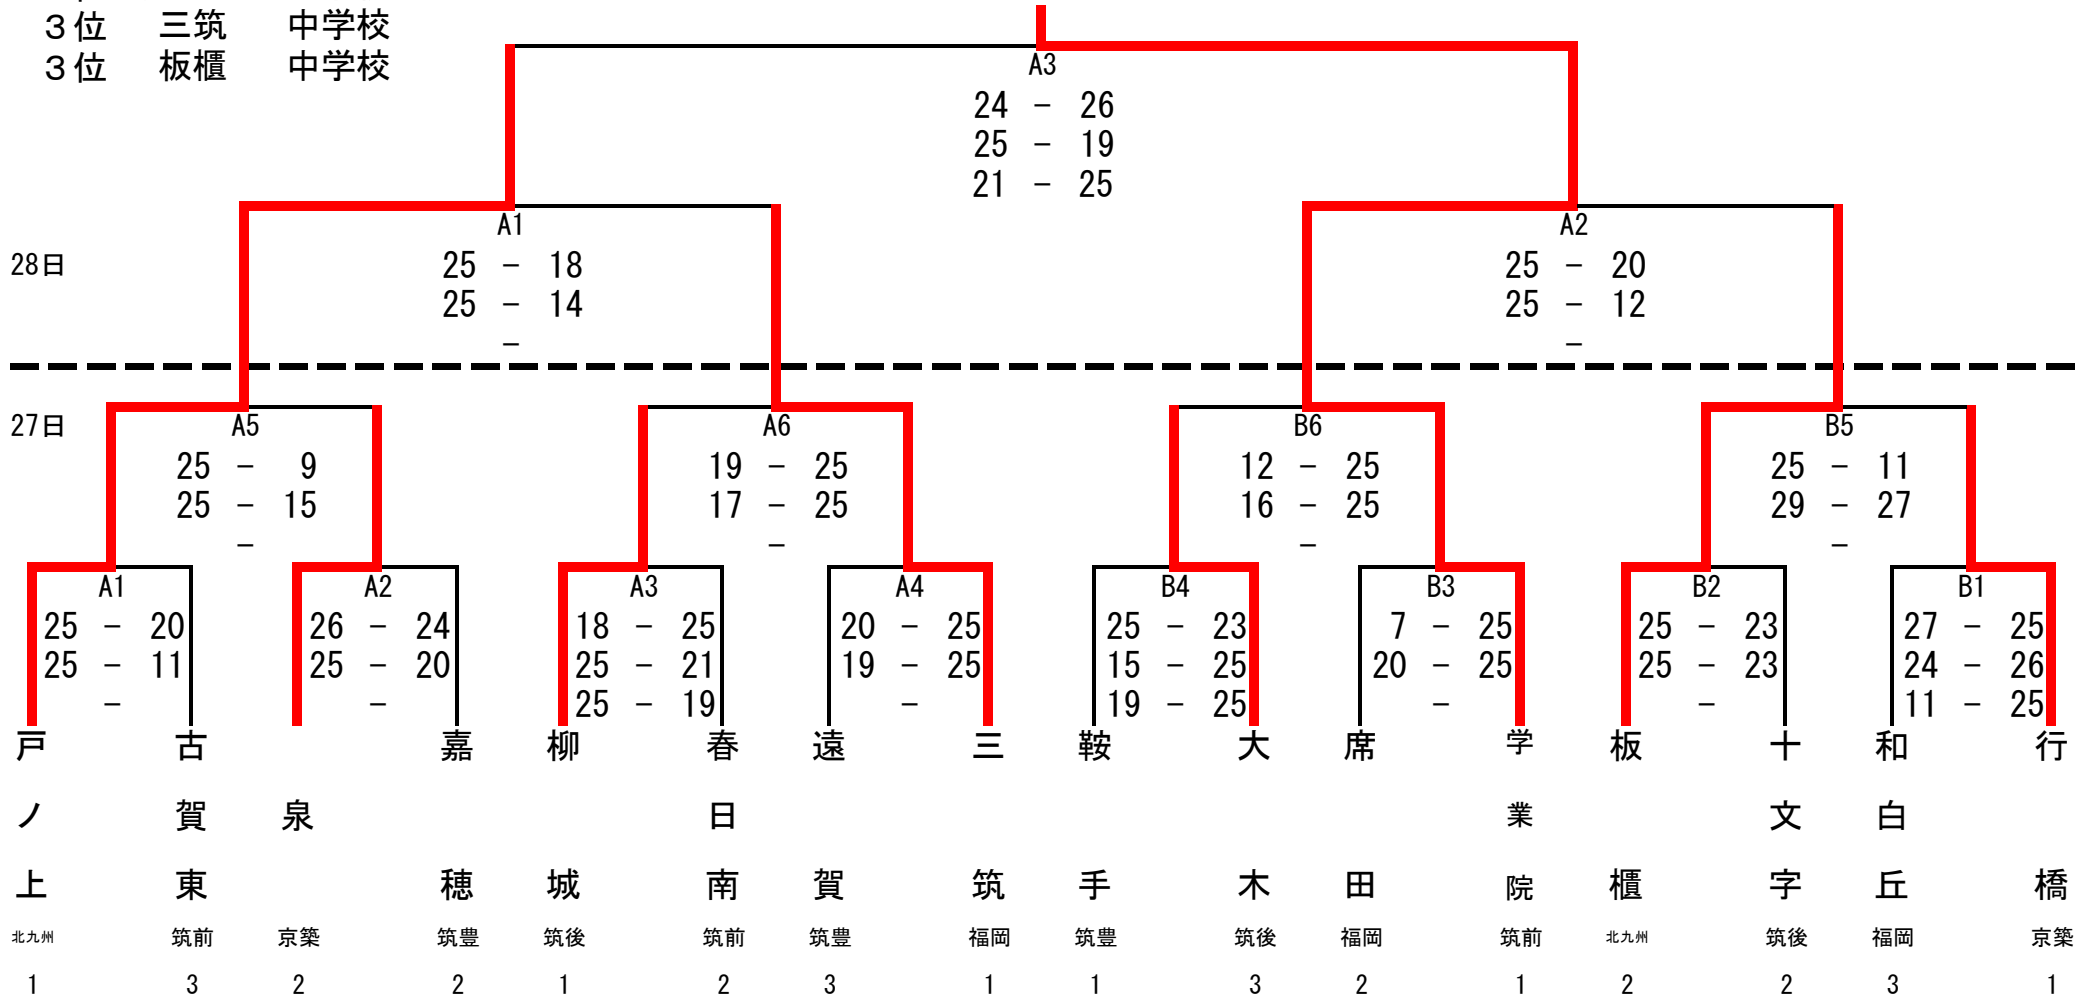 ３位 三筑 中学校
３位 板櫃 中学校
A3
24 － 26
25 － 19
21 － 25
A1 A2
28日
25 － 18 25 － 20
25 － 14 25 － 12
－ －
27日
A5 A6 B6 B5
25 － 9 19 － 25 12 － 25 25 － 11
25 － 15 17 － 25 16 － 25 29 － 27
－ － － －
A1 A2 A3 A4 B4 B3 B2 B1
25 － 20 26 － 24 18 － 25 20 － 25 25 － 23 7 － 25 25 － 23 27 － 25
25 － 11 25 － 20 25 － 21 19 － 25 15 － 25 20 － 25 25 － 23 24 － 26
－ － 25 － 19 － 19 － 25 － － 11 － 25
戸ノ上 古賀東 泉 嘉穂 柳城 春日南 遠賀 三筑 鞍手 大木 席田 学業院 板櫃 十文字 和白丘 行橋
北九州 筑前 京築 筑豊 筑後 筑前 筑豊 福岡 筑豊 筑後 福岡 筑前 北九州 筑後 福岡 京築
1 3 2 2 1 2 3 1 1 3 2 1 2 2 3 1